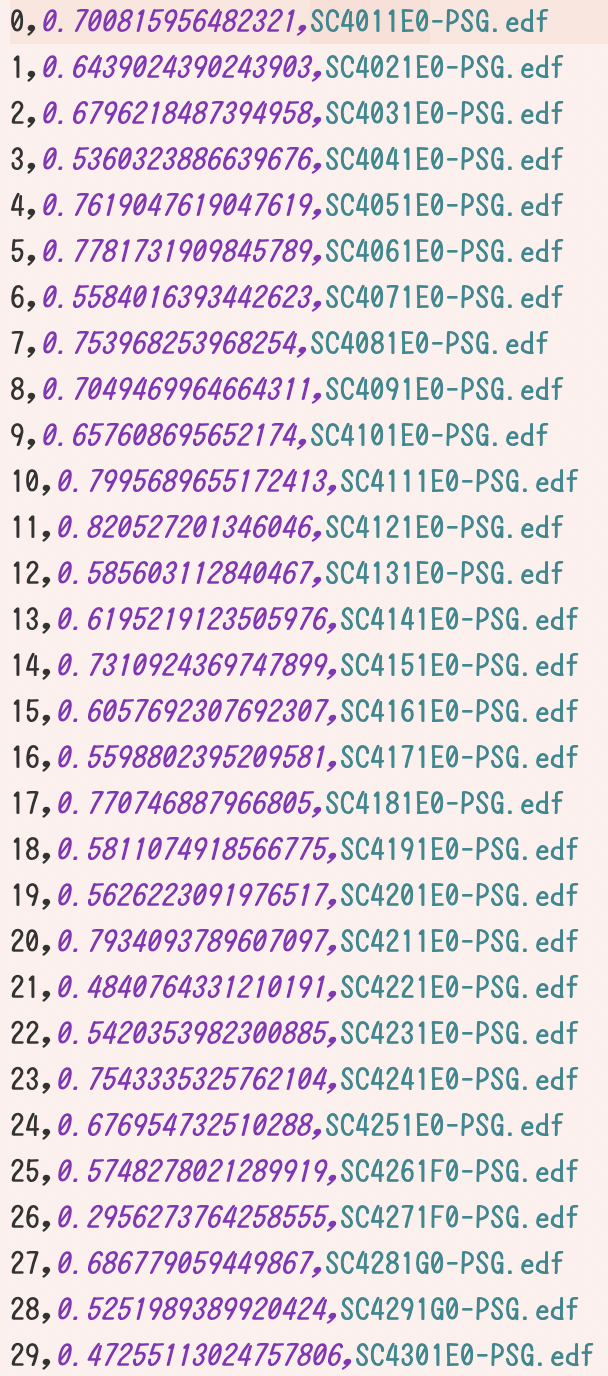 0,0.700815956482321,SC4011E0-PSG.edf
1,0.6439024390243903,SC4021E0-PSG.edf
2,0.6796218487394958,SC4031E0-PSG.edf
3,0.5360323886639676,SC4041E0-PSG.edf
4,0.7619047619047619,SC4051E0-PSG.edf
5,0.7781731909845789,SC4061E0-PSG.edf
6,0.5584016393442623,SC4071E0-PSG.edf
7,0.753968253968254,SC4081E0-PSG.edf
8,0.7049469964664311,SC4091E0-PSG.edf
9,0.657608695652174,SC4101E0-PSG.edf
10,0.7995689655172413,SC4111E0-PSG.edf
11,0.820527201346046,SC4121E0-PSG.edf
12,0.585603112840467,SC4131E0-PSG.edf
13,0.6195219123505976,SC4141E0-PSG.edf
14,0.7310924369747899,SC4151E0-PSG.edf
15,0.6057692307692307,SC4161E0-PSG.edf
16,0.5598802395209581,SC4171E0-PSG.edf
17,0.770746887966805,SC4181E0-PSG.edf
18,0.5811074918566775,SC4191E0-PSG.edf
19,0.5626223091976517,SC4201E0-PSG.edf
20,0.7934093789607097,SC4211E0-PSG.edf
21,0.4840764331210191,SC4221E0-PSG.edf
22,0.5420353982300885,SC4231E0-PSG.edf
23,0.7543335325762104,SC4241E0-PSG.edf
24,0.676954732510288,SC4251E0-PSG.edf
25,0.5748278021289919,SC4261F0-PSG.edf
26,0.2956273764258555,SC4271F0-PSG.edf
27,0.686779059449867,SC4281G0-PSG.edf
28,0.5251989389920424,SC4291G0-PSG.edf
29,0.47255113024757806,SC4301E0-PSG.edf